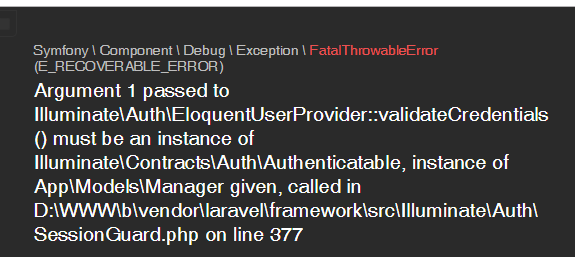 Symfony \ Component \ Debug \ Exception \ FatalThrowableError
(E_RECOVERABLE_ERROR)
Argument 1 passed to
Illuminate\Auth\EloquentUserProvider::validateCredentials
() must be an instance of
Illuminate\Contracts\Auth\Authenticatable, instance of
App\Models\Manager given, called in
D:\WWW\b\vendor\laravel\framework\src\Illuminate\Auth\
SessionGuard.php on line 377